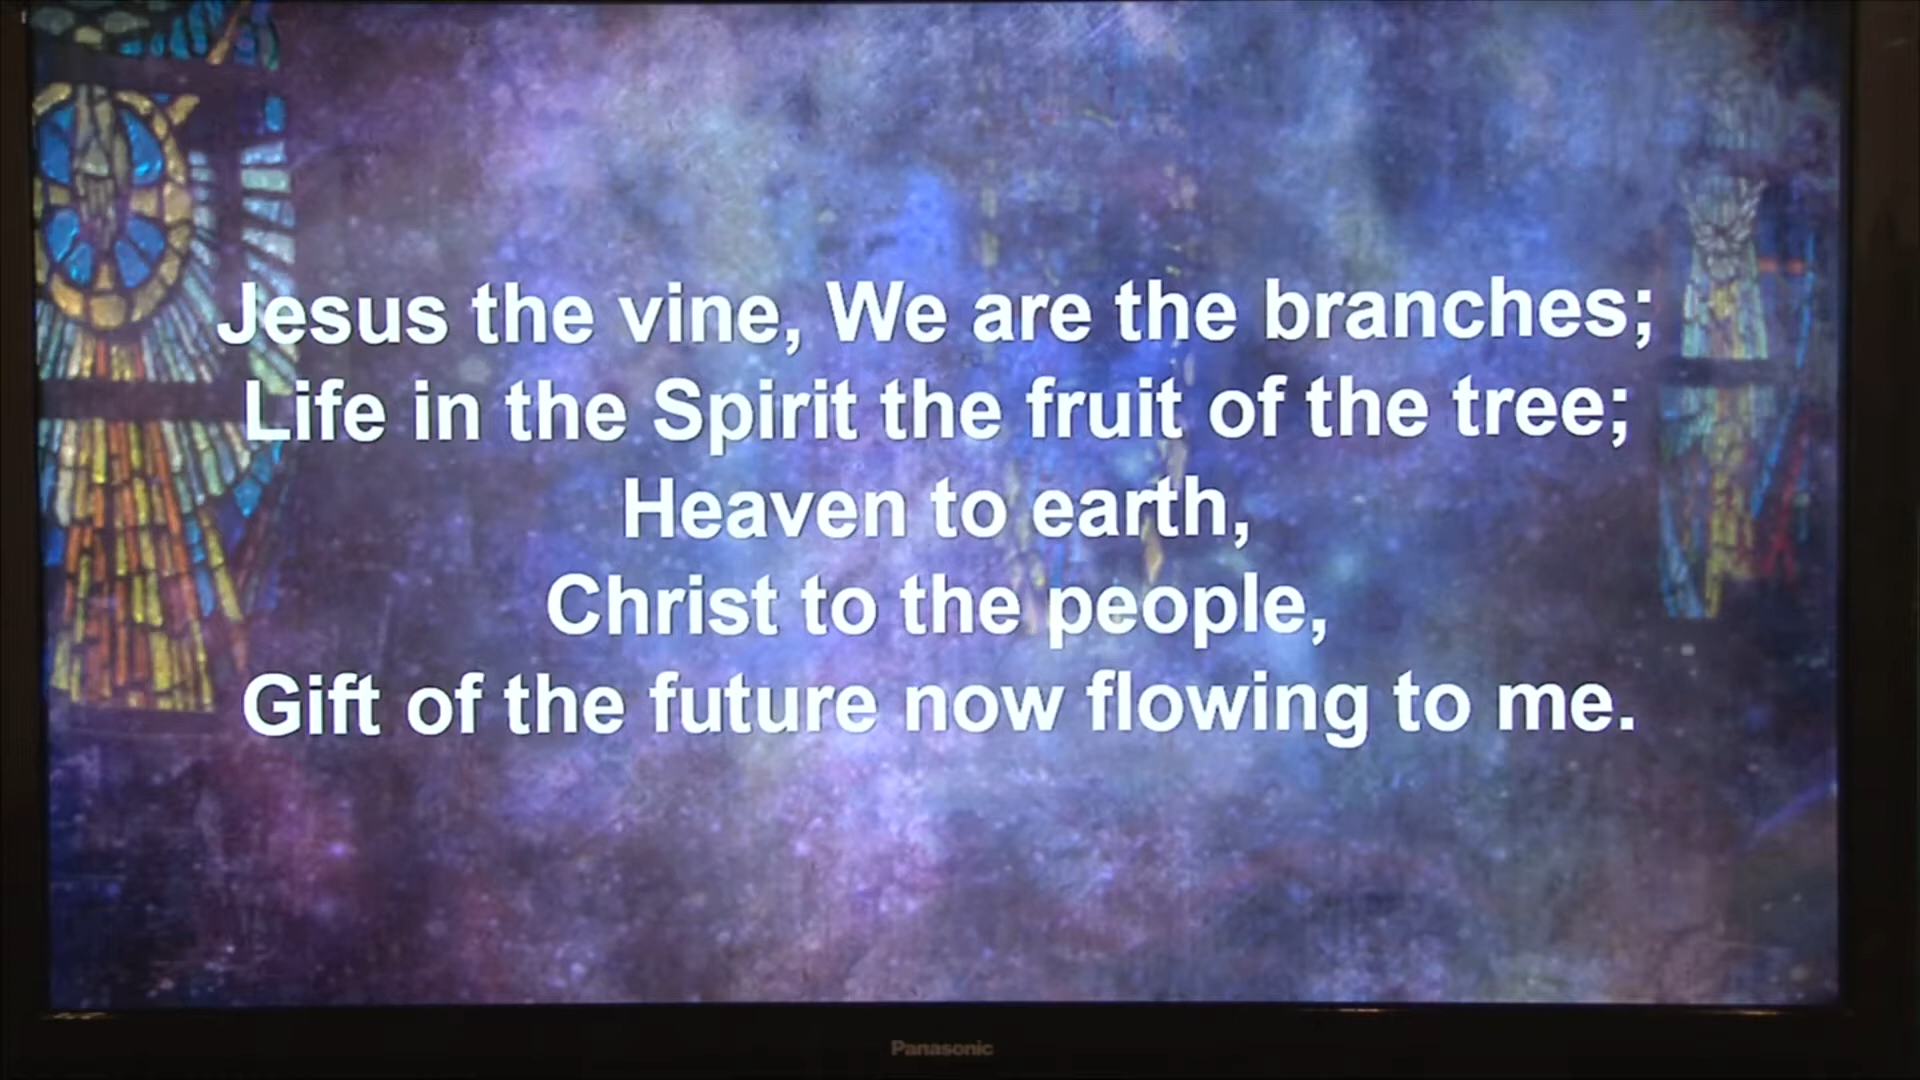 Jesus the vine, We are the branches;
Life in the Spirit the fruit of the tree;
Heaven to earth,
Christ to the people,
Gift of the future now flowing to me.
Panasonic